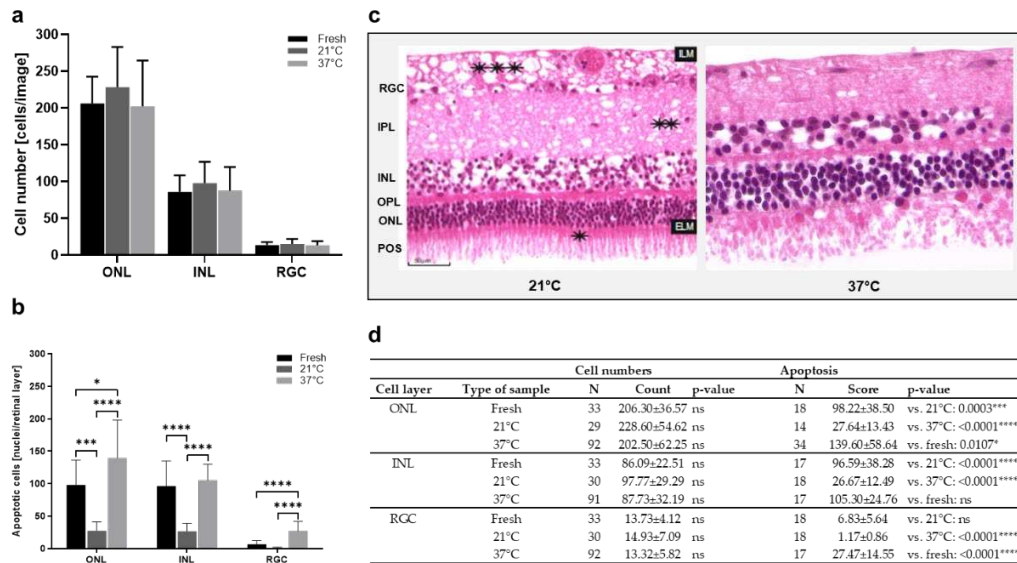 a
Fresh
21°C
37°C
Cell number [cells/image]
300
250
200
150
100
50
0
ONL INL RGC
b
Fresh
21°C
37°C
Apoptotic cells [nuclei/retinal layer]
300
250
200
150
100
50
0
*
*** ****
**** ****
**** ****
ONL INL RGC
c
ILM
RGC
IPL
INL
OPL
ONL
ELM
POS
50µm
21°C 37°C
d
Cell numbers Apoptosis
Cell layer Type of sample N Count p-value N Score p-value
ONL Fresh 33 206.30±36.57 ns 18 98.22±38.50 vs. 21°C: 0.0003***
21°C 29 228.60±54.62 ns 14 27.64±13.43 vs. 37°C: <0.0001****
37°C 92 202.50±62.25 ns 34 139.60±58.64 vs. fresh: 0.0107*
INL Fresh 33 86.09±22.51 ns 17 96.59±38.28 vs. 21°C: <0.0001****
21°C 30 97.77±29.29 ns 18 26.67±12.49 vs. 37°C: <0.0001****
37°C 91 87.73±32.19 ns 17 105.30±24.76 vs. fresh: ns
RGC Fresh 33 13.73±4.12 ns 18 6.83±5.64 vs. 21°C: ns
21°C 30 14.93±7.09 ns 18 1.17±0.86 vs. 37°C: <0.0001****
37°C 92 13.32±5.82 ns 17 27.47±14.55 vs. fresh: <0.0001****